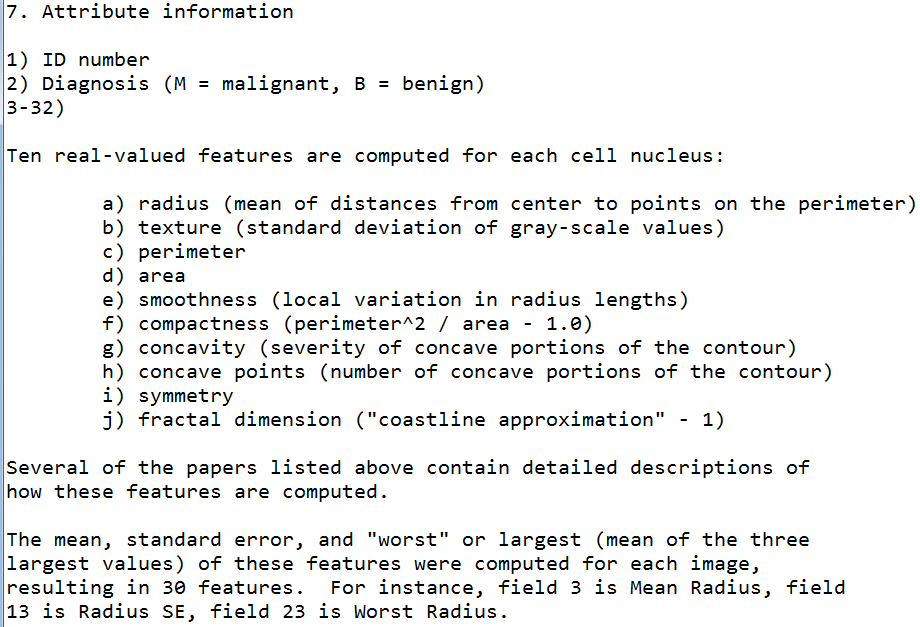 7. Attribute information
1) ID number
2) Diagnosis (M = malignant, B = benign)
3-32)
Ten real-valued features are computed for each cell nucleus:
a) radius (mean of distances from center to points on the perimeter)
b) texture (standard deviation of gray-scale values)
c) perimeter
d) area
e) smoothness (local variation in radius lengths)
f) compactness (perimeter^2 / area - 1.0)
g) concavity (severity of concave portions of the contour)
h) concave points (number of concave portions of the contour)
i) symmetry
j) fractal dimension ("coastline approximation" - 1)
Several of the papers listed above contain detailed descriptions of
how these features are computed.
The mean, standard error, and "worst" or largest (mean of the three
largest values) of these features were computed for each image,
resulting in 30 features.  For instance, field 3 is Mean Radius, field
13 is Radius SE, field 23 is Worst Radius.